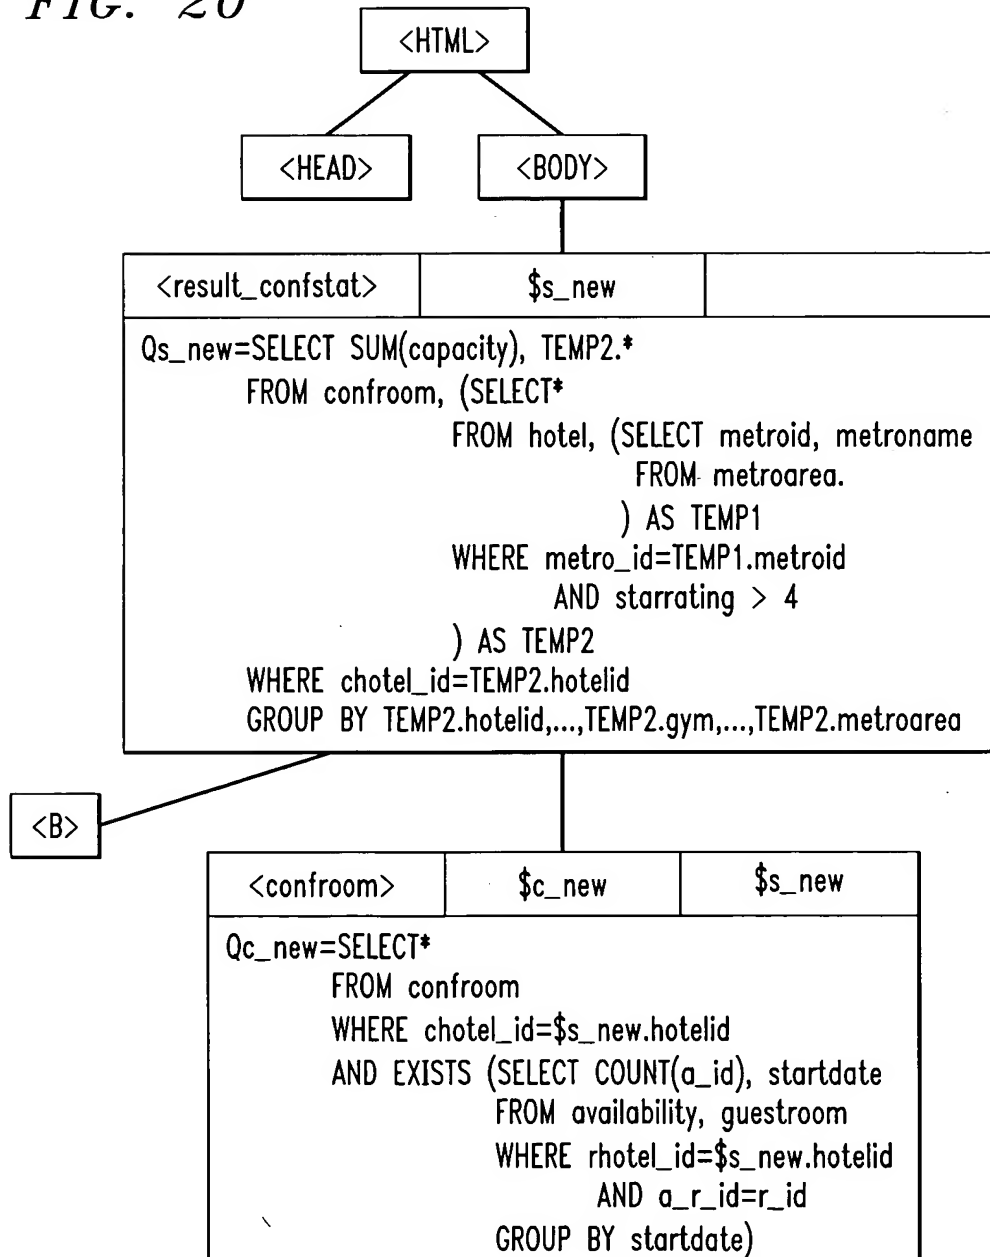 FIG. 20
<HTML>
<HEAD>
<BODY>
<result_confstat>
$s_new
Qs_new=SELECT SUM(capacity), TEMP2.*
FROM confroom, (SELECT*
FROM hotel, (SELECT metroid, metroname
FROM metroarea.
) AS TEMP1
WHERE metro_id=TEMP1.metroid
AND starrating > 4
) AS TEMP2
WHERE chotel_id=TEMP2.hotelid
GROUP BY TEMP2.hotelid,...,TEMP2.gym,...,TEMP2.metroarea
<B>
<confroom>
$c_new
$s_new
Qc_new=SELECT*
FROM confroom
WHERE chotel_id=$s_new.hotelid
AND EXISTS (SELECT COUNT(a_id), startdate
FROM availability, guestroom
WHERE rhotel_id=$s_new.hotelid
AND a_r_id=r_id
GROUP BY startdate)